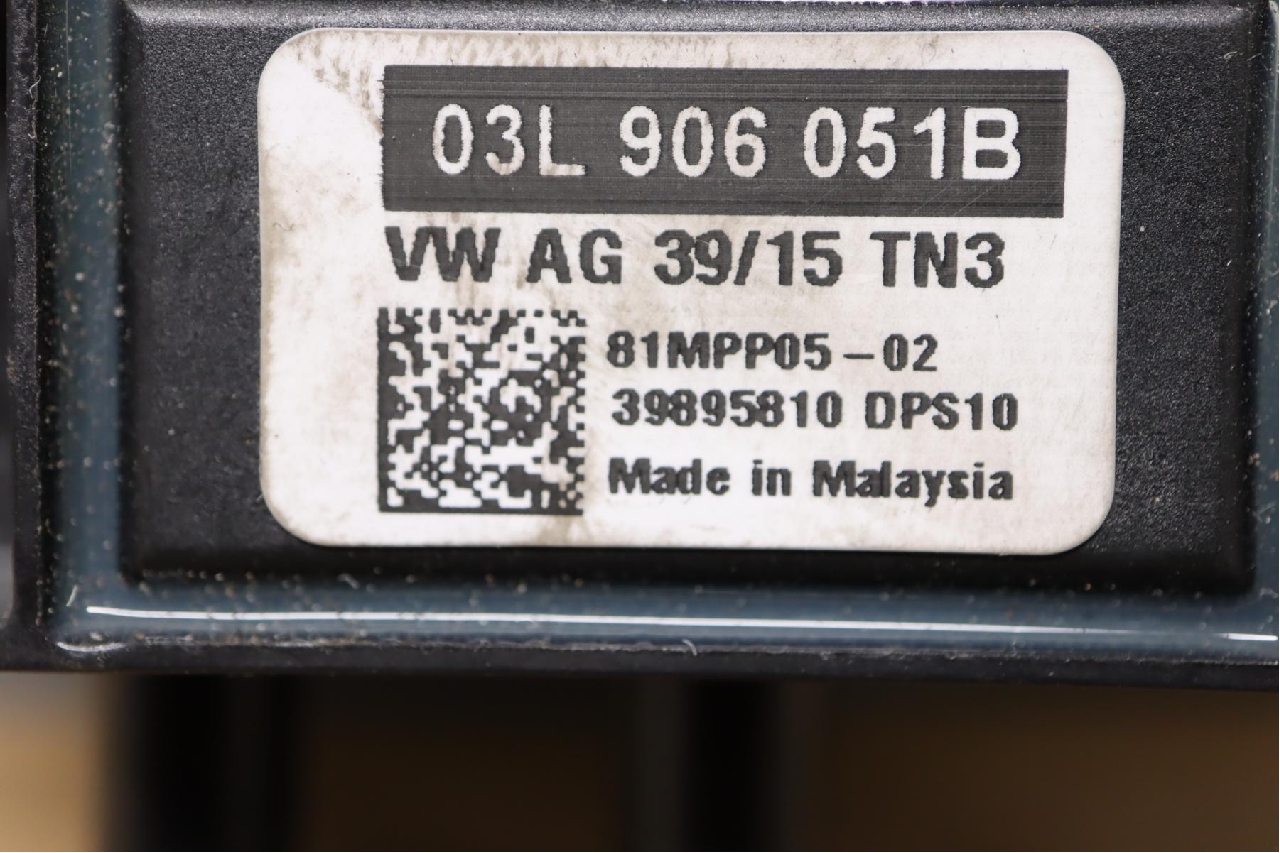 03L 906 051B
VW AG 39/15 TN3
81MPP05-02
39895810 DPS10
Made in Malaysia